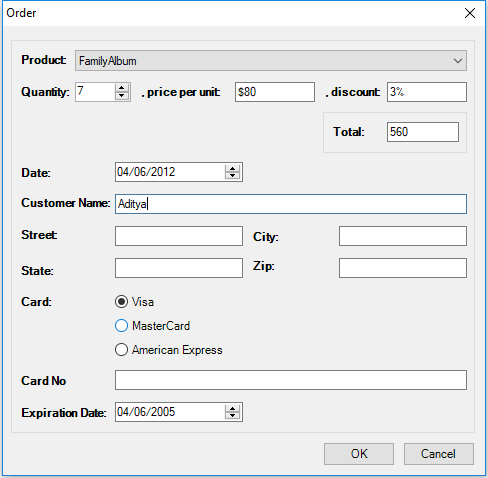 Order
Product: FamilyAlbum
Quantity: 7 , price per unit: $80 , discount: 3%
Total: 560
Date: 04/06/2012
Customer Name: Aditya
Street: City:
State: Zip:
Card: Visa
MasterCard
American Express
Card No
Expiration Date: 04/06/2005
OK Cancel